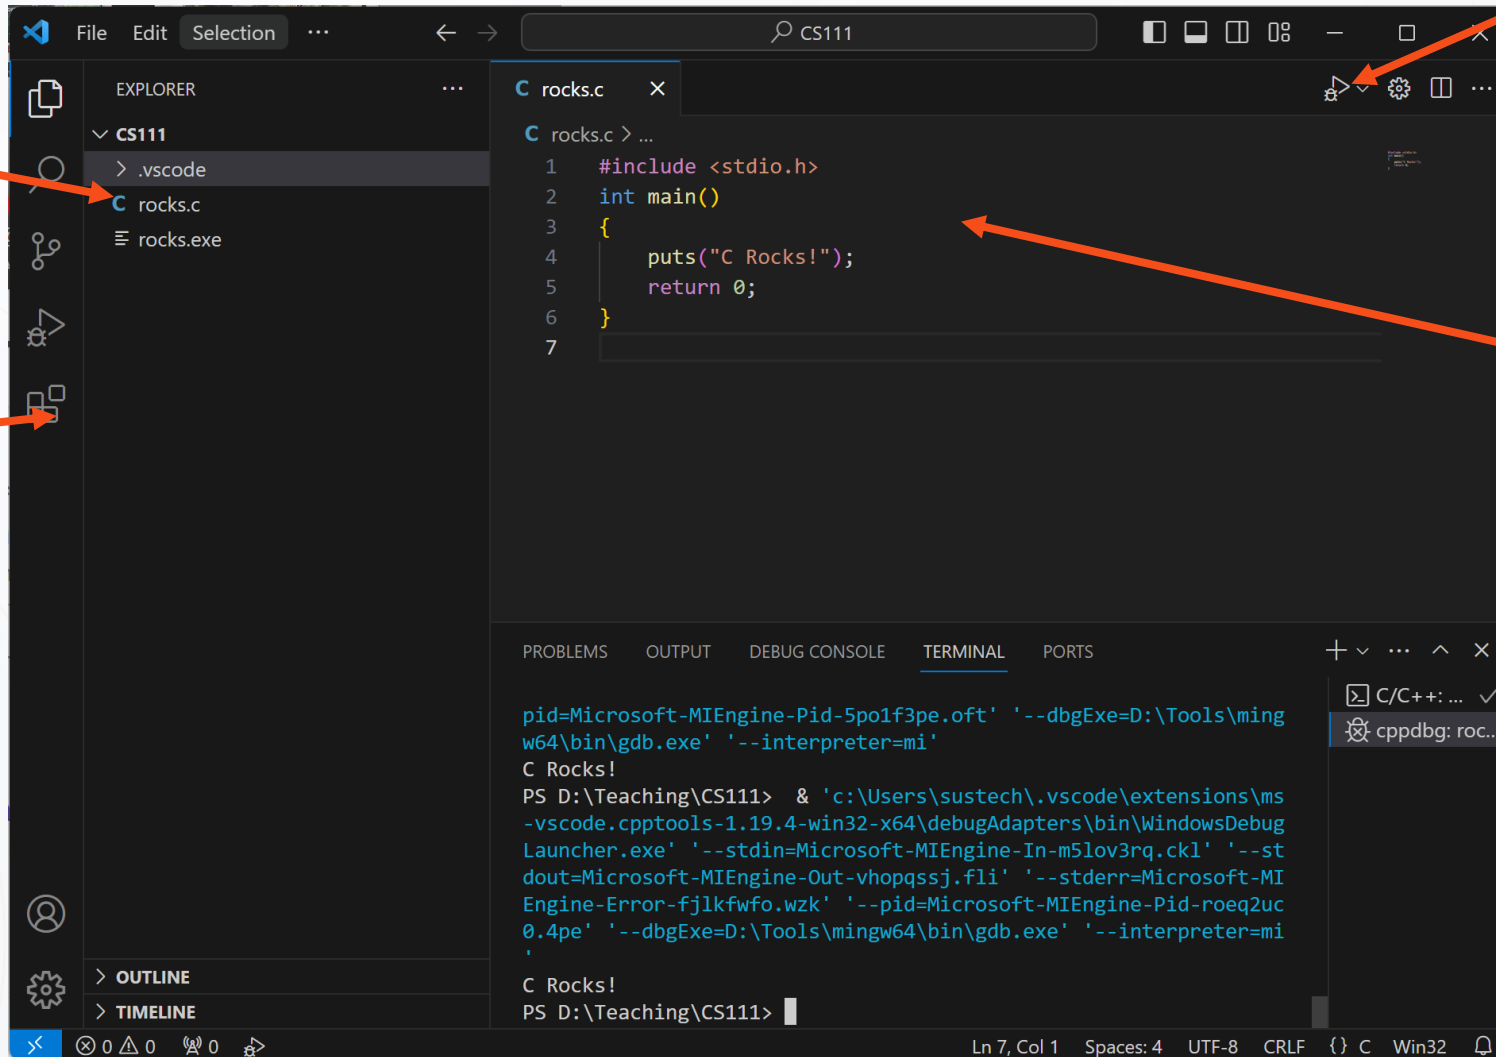 File Edit Selection ··· CS111
EXPLORER ···
CS111
.vscode
rocks.c
rocks.exe
OUTLINE
TIMELINE
C rocks.c
C rocks.c > ...
1 #include <stdio.h>
2 int main()
3 {
4 puts("C Rocks!");
5 return 0;
6 }
7
PROBLEMS OUTPUT DEBUG CONSOLE TERMINAL PORTS
pid=Microsoft-MIEngine-Pid-5po1f3pe.oft' '--dbgExe=D:\Tools\ming
w64\bin\gdb.exe' '--interpreter=mi'
C Rocks!
PS D:\Teaching\CS111> & 'c:\Users\sustech\.vscode\extensions\ms
-vscode.cpptools-1.19.4-win32-x64\debugAdapters\bin\WindowsDebug
Launcher.exe' '--stdin=Microsoft-MIEngine-In-m5lov3rq.ckl' '--st
dout=Microsoft-MIEngine-Out-vhopqssj.fli' '--stderr=Microsoft-MI
Engine-Error-fjlkfwfo.wzk' '--pid=Microsoft-MIEngine-Pid-roeq2uc
0.4pe' '--dbgExe=D:\Tools\mingw64\bin\gdb.exe' '--interpreter=mi
'
C Rocks!
PS D:\Teaching\CS111>
C/C++: ...
cppdbg: roc...
0 0 0 Ln 7, Col 1 Spaces: 4 UTF-8 CRLF {} C Win32